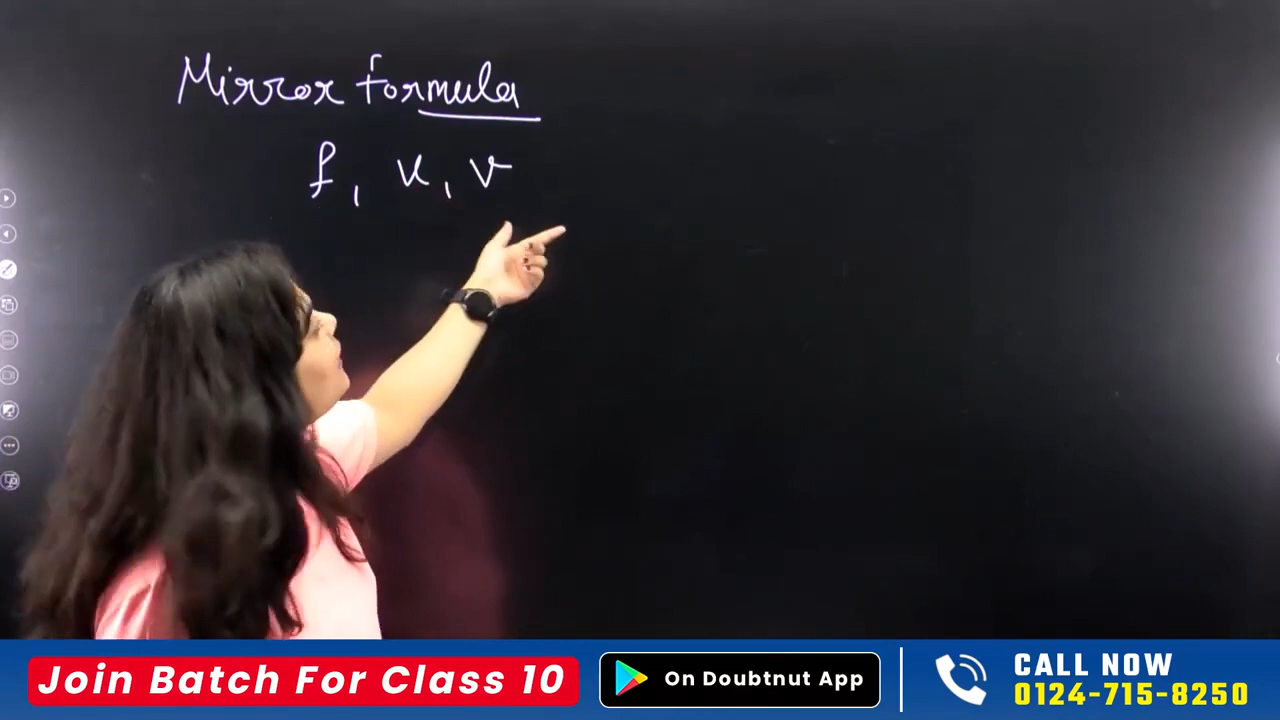 Mirror formula
f, u, v
Join Batch For Class 10
On Doubtnut App
CALL NOW
0124-715-8250